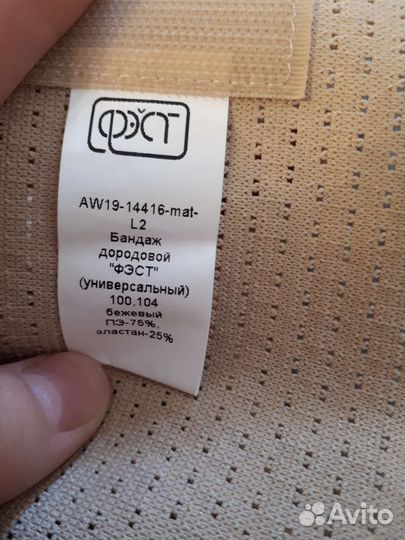 ФЭСТ
AW19-14416-mat-
L2
Бандаж
дородовой
"ФЭСТ"
(универсальный)
100,104
бежевый
ПЭ-75%,
эластан-25%
Avito